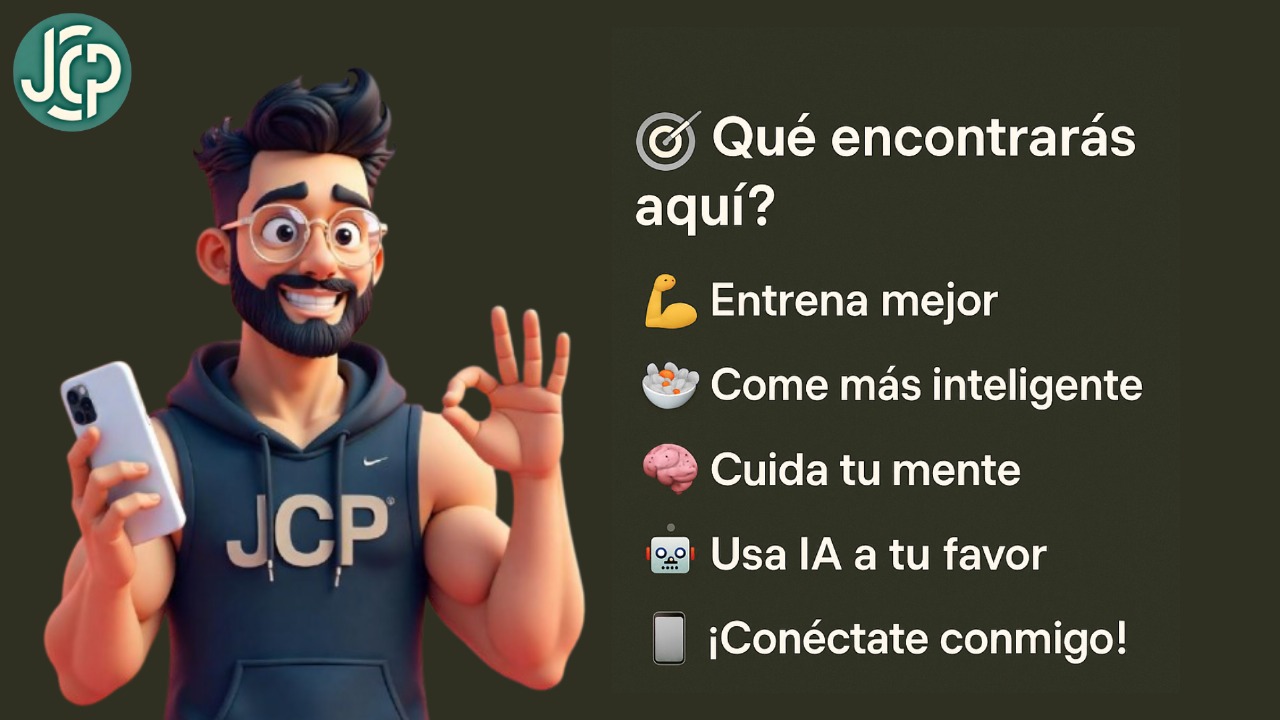 JCP
🎯 Qué encontrarás
aquí?
💪 Entrena mejor
🥗 Come más inteligente
🧠 Cuida tu mente
🤖 Usa IA a tu favor
📱 ¡Conéctate conmigo!
JCP®